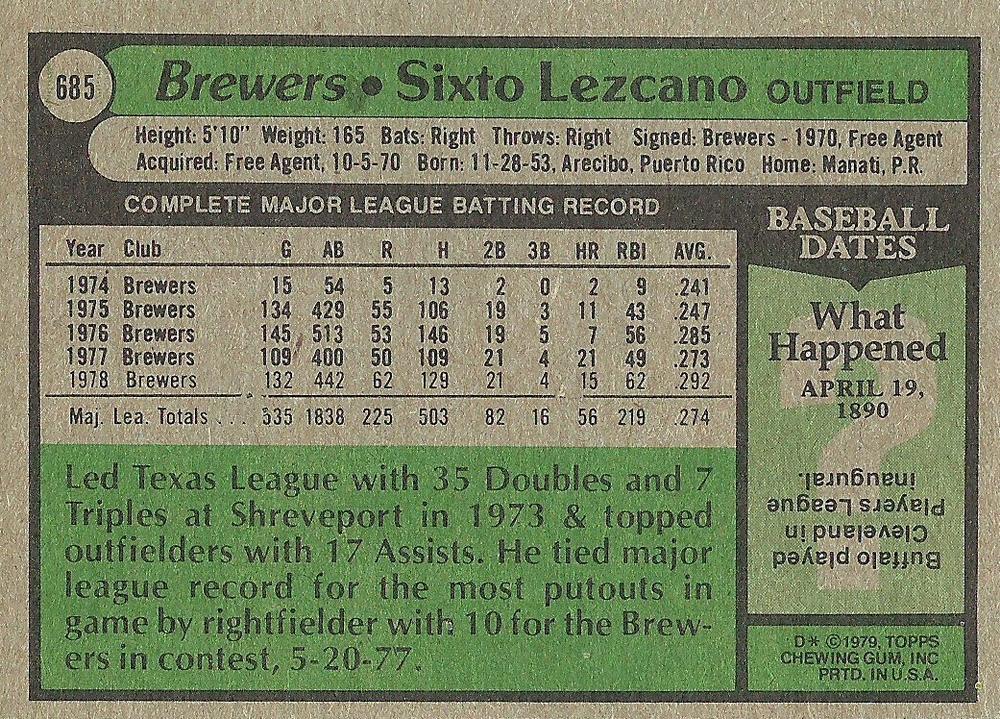 685
Brewers • Sixto Lezcano OUTFIELD
Height: 5'10" Weight: 165 Bats: Right Throws: Right Signed: Brewers - 1970, Free Agent
Acquired: Free Agent, 10-5-70 Born: 11-28-53, Arecibo, Puerto Rico Home: Manati, P.R.
COMPLETE MAJOR LEAGUE BATTING RECORD
Year Club G AB R H 2B 3B HR RBI AVG.
1974 Brewers 15 54 5 13 2 0 2 9 .241
1975 Brewers 134 429 55 106 19 3 11 43 .247
1976 Brewers 145 513 53 146 19 5 7 56 .285
1977 Brewers 109 400 50 109 21 4 21 49 .273
1978 Brewers 132 442 62 129 21 4 15 62 .292
Maj. Lea. Totals . . . 535 1838 225 503 82 16 56 219 .274
Led Texas League with 35 Doubles and 7
Triples at Shreveport in 1973 & topped
outfielders with 17 Assists. He tied major
league record for the most putouts in
game by rightfielder with 10 for the Brew-
ers in contest, 5-20-77.
BASEBALL
DATES
What
Happened
APRIL 19,
1890
?
Buffalo played
Cleveland in
Players League
inaugural.
D* ©1979, TOPPS
CHEWING GUM, INC
PRTD. IN U.S.A.